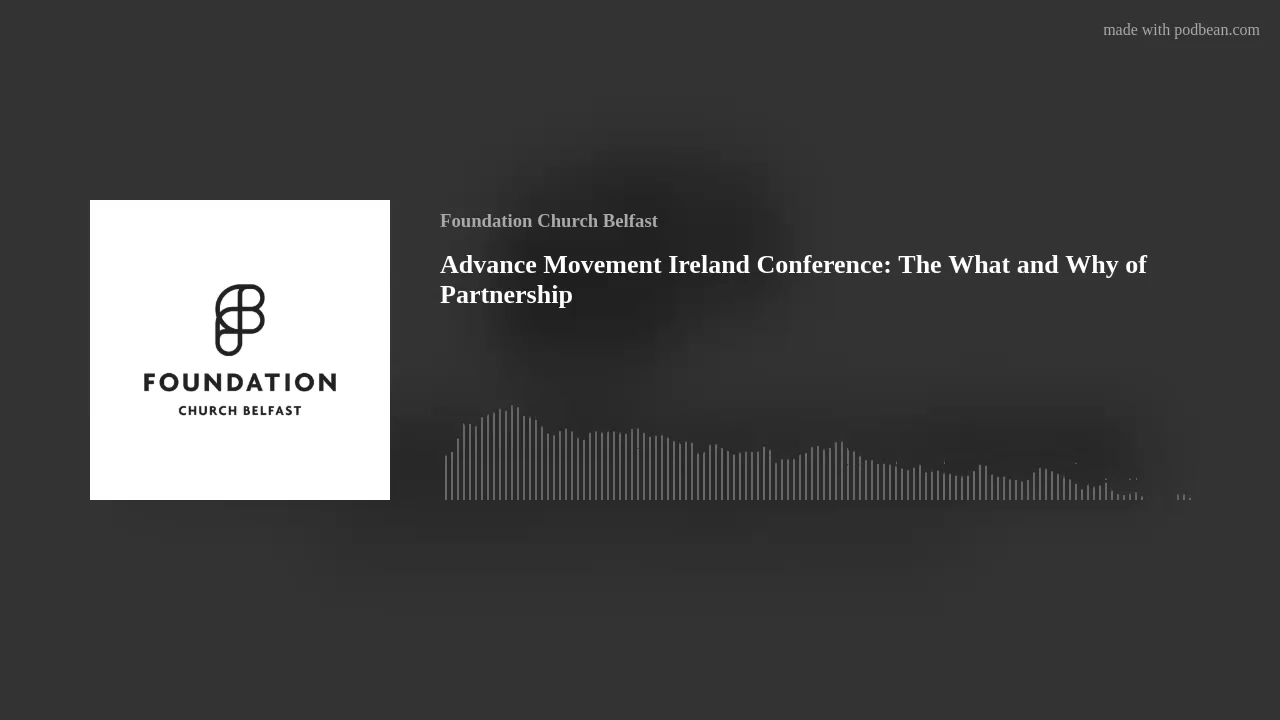 made with podbean.com
Foundation Church Belfast
Advance Movement Ireland Conference: The What and Why of
Partnership
FOUNDATION
CHURCH BELFAST